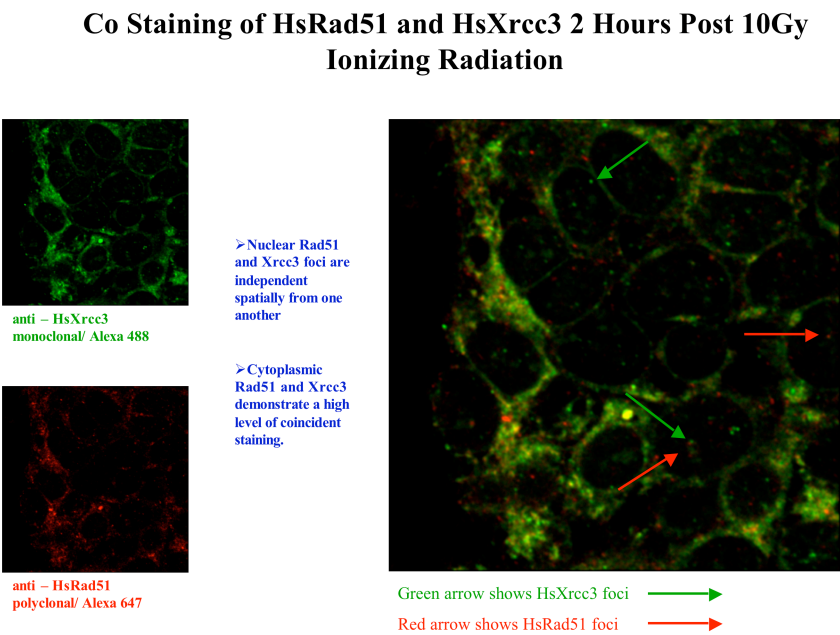 Co Staining of HsRad51 and HsXrcc3 2 Hours Post 10Gy
Ionizing Radiation
anti – HsXrcc3
monoclonal/ Alexa 488
➢Nuclear Rad51
and Xrcc3 foci are
independent
spatially from one
another
➢Cytoplasmic
Rad51 and Xrcc3
demonstrate a high
level of coincident
staining.
anti – HsRad51
polyclonal/ Alexa 647
Green arrow shows HsXrcc3 foci
Red arrow shows HsRad51 foci